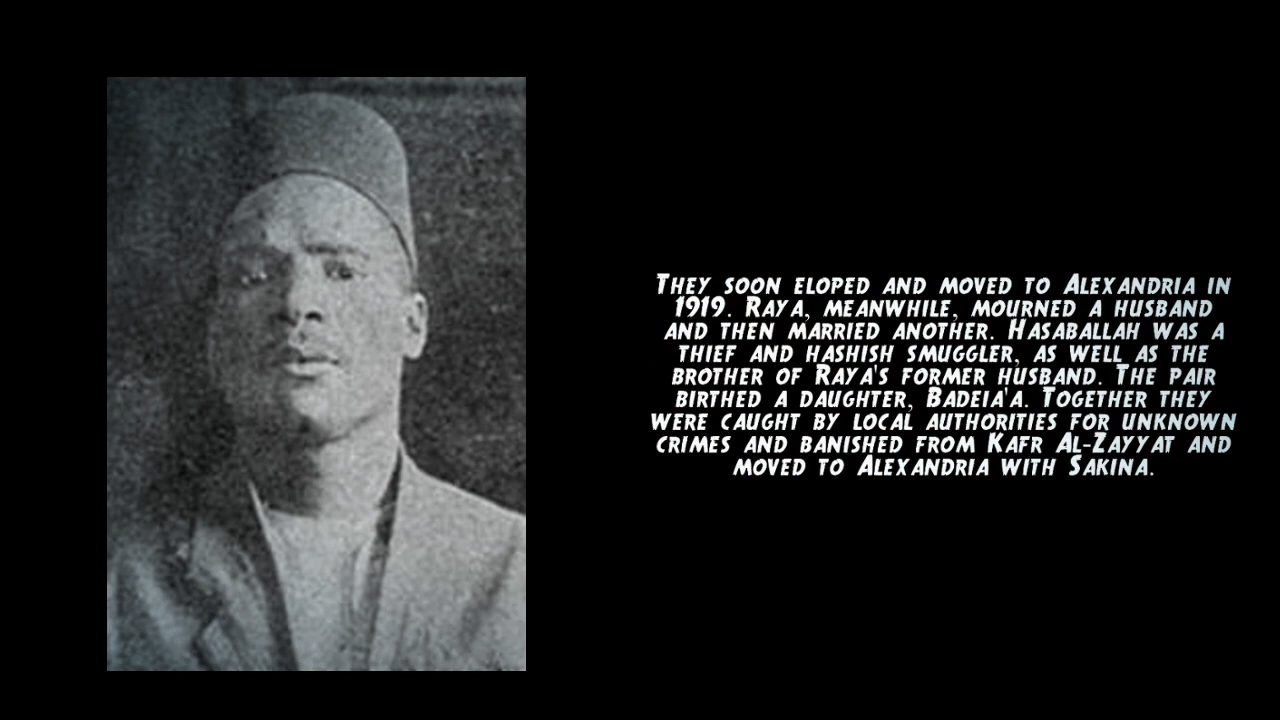 They soon eloped and moved to Alexandria in
1919. Raya, meanwhile, mourned a husband
and then married another. Hasaballah was a
thief and hashish smuggler, as well as the
brother of Raya's former husband. The pair
birthed a daughter, Badeia'a. Together they
were caught by local authorities for unknown
crimes and banished from Kafr Al-Zayyat and
moved to Alexandria with Sakina.